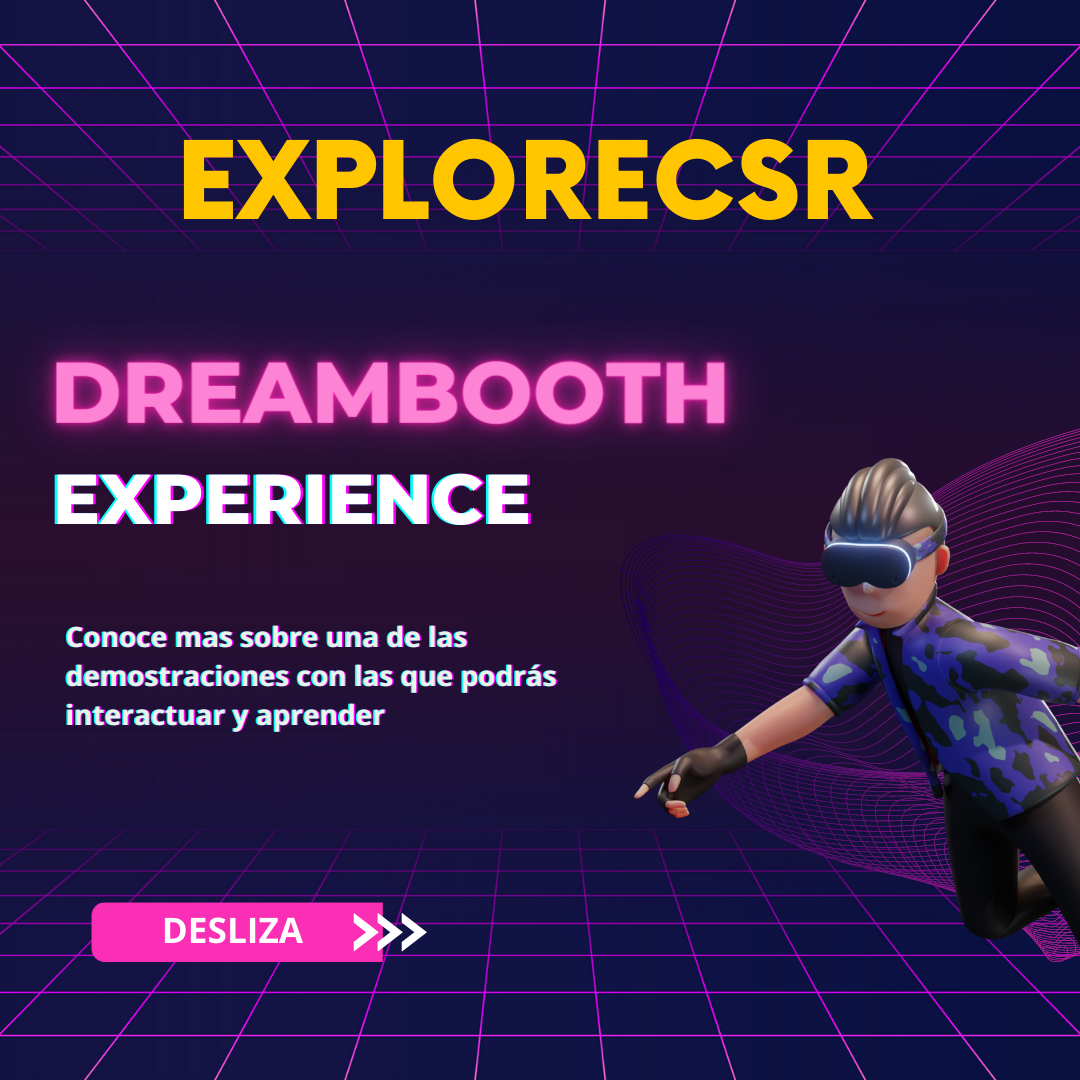 EXPLORECSR
DREAMBOOTH
EXPERIENCE
Conoce mas sobre una de las
demostraciones con las que podrás
interactuar y aprender
DESLIZA